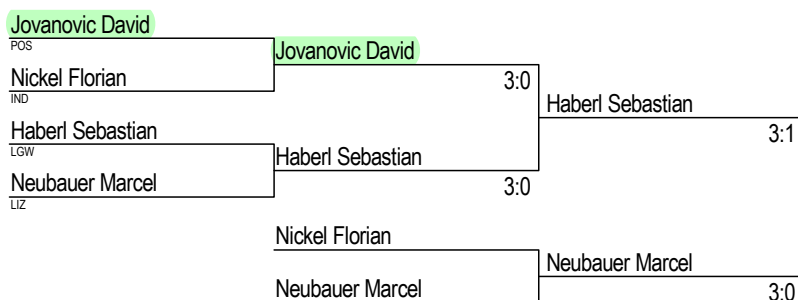 Jovanovic David
POS
Jovanovic David
Nickel Florian
3:0
IND
Haberl Sebastian
Haberl Sebastian
3:1
LGW
Haberl Sebastian
Neubauer Marcel
3:0
LIZ
Nickel Florian
Neubauer Marcel
Neubauer Marcel
3:0